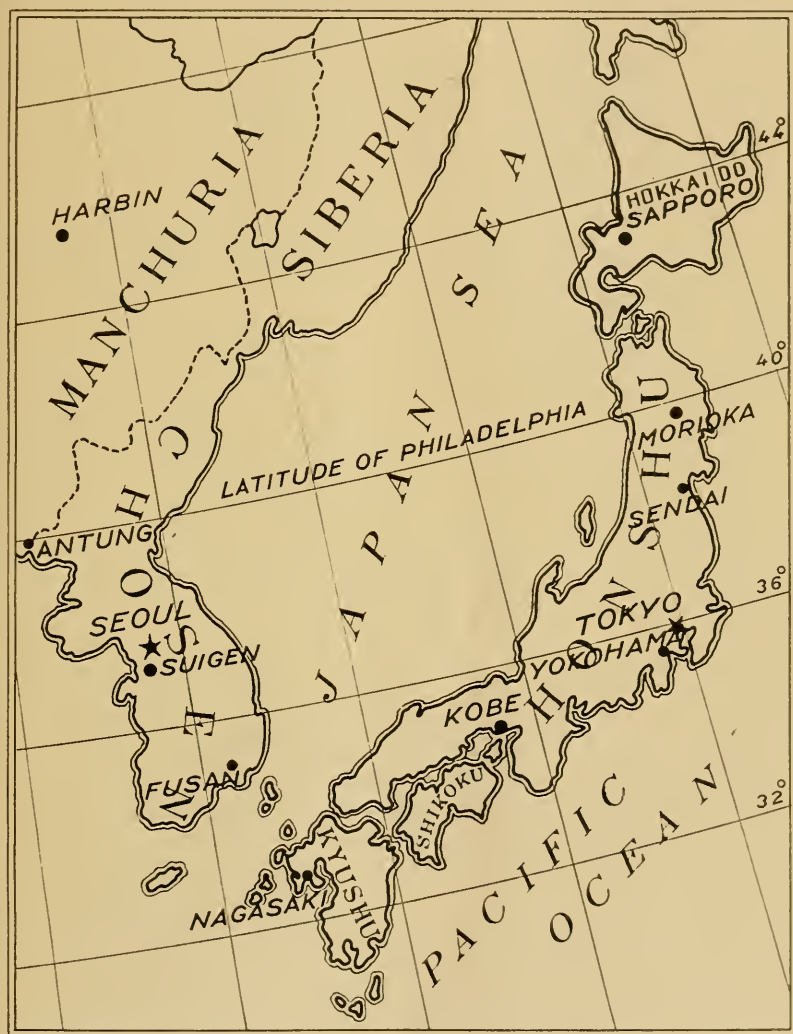 HARBIN
MANCHURIA
SIBERIA
JAPAN SEA
HOKKAIDO
SAPPORO
44°
40°
LATITUDE OF PHILADELPHIA
MORIOKA
SENDAI
HONSHU
ANTUNG
CHOSEN
SEOUL
SUIGEN
36°
TOKYO
YOKOHAMA
KOBE
FUSAN
SHIKOKU
KYUSHU
NAGASAKI
32°
PACIFIC
OCEAN